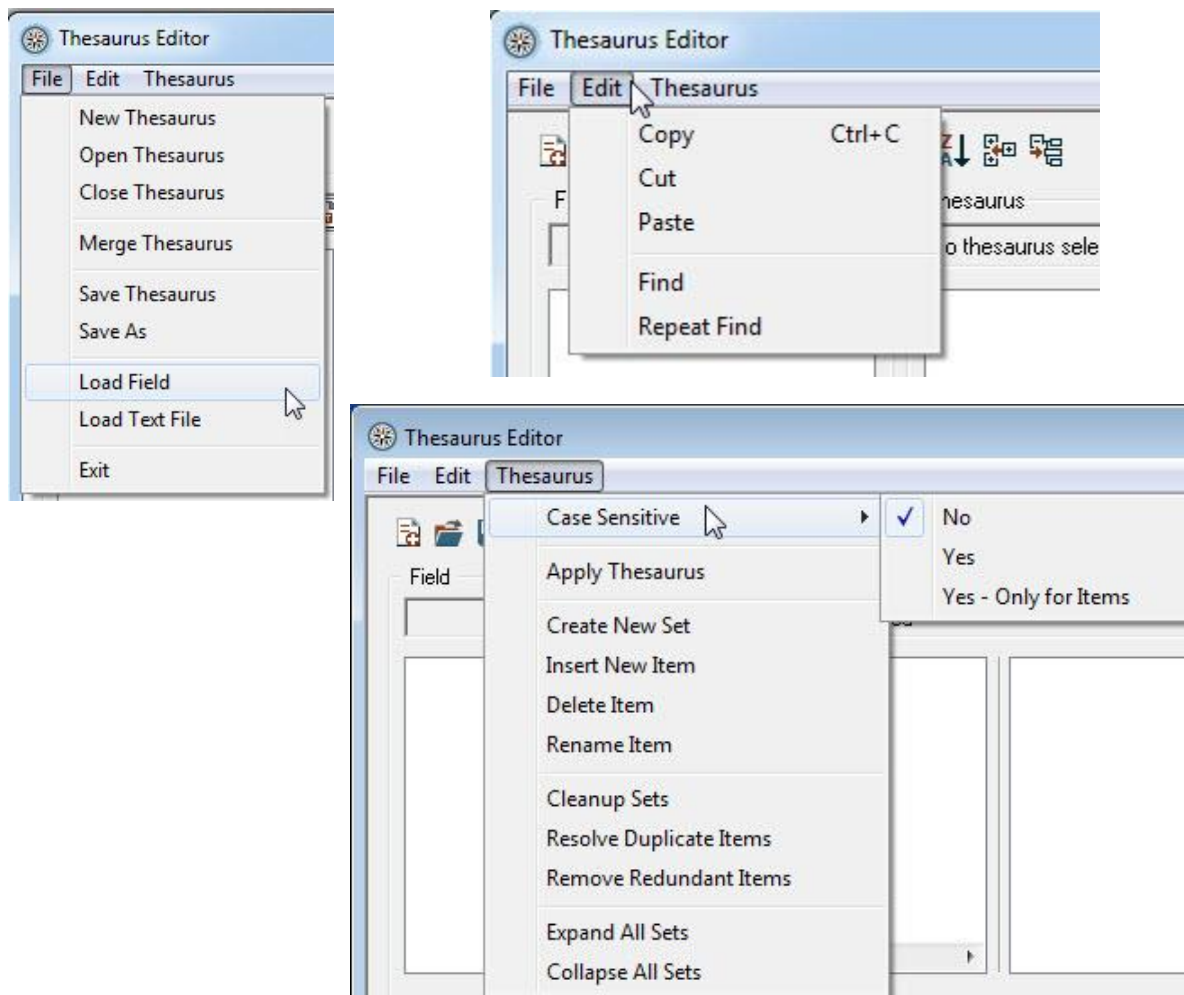 Thesaurus Editor
File Edit Thesaurus
New Thesaurus
Open Thesaurus
Close Thesaurus
Merge Thesaurus
Save Thesaurus
Save As
Load Field
Load Text File
Exit
Thesaurus Editor
File Edit Thesaurus
Copy Ctrl+C
Cut
Paste
Find
Repeat Find
F
hesaurus
o thesaurus sele
Thesaurus Editor
File Edit Thesaurus
Field
Case Sensitive
Apply Thesaurus
Create New Set
Insert New Item
Delete Item
Rename Item
Cleanup Sets
Resolve Duplicate Items
Remove Redundant Items
Expand All Sets
Collapse All Sets
No
Yes
Yes - Only for Items